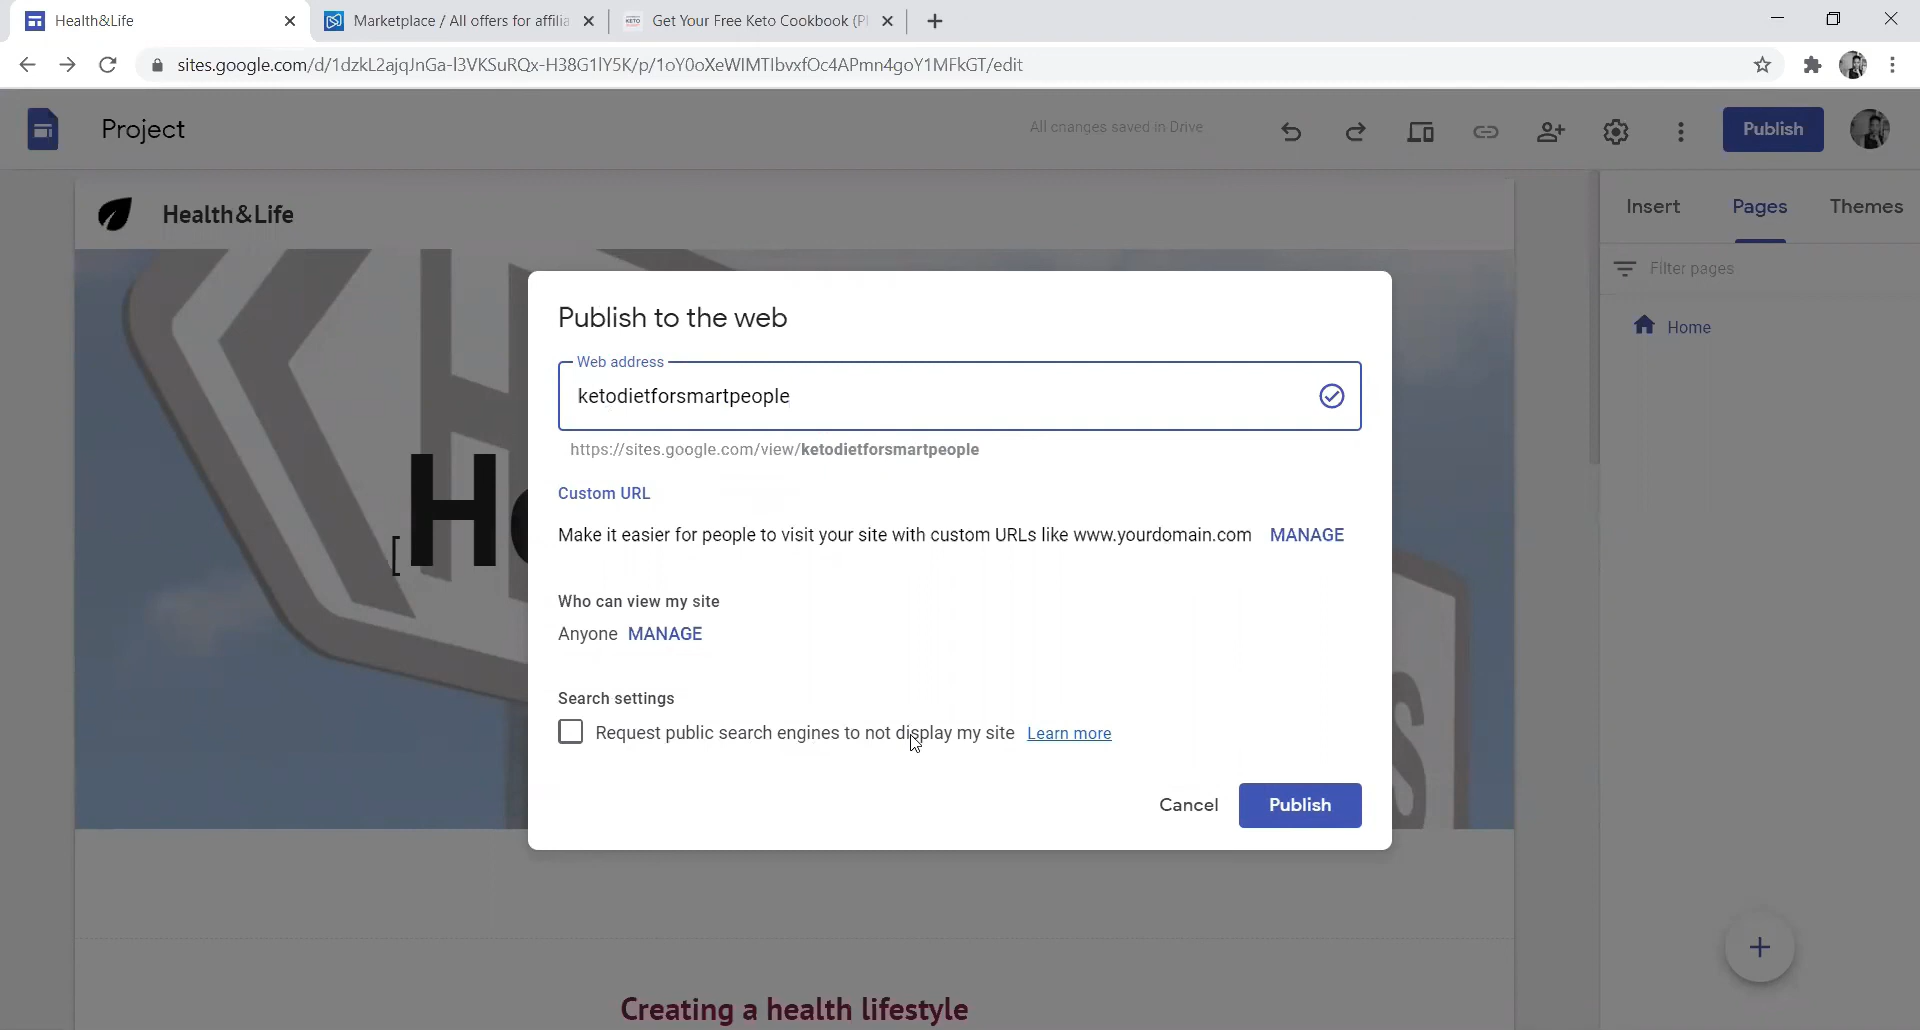 Health&Life
Marketplace / All offers for affilia
Get Your Free Keto Cookbook (P
sites.google.com/d/1dzkL2ajqJnGa-l3VKSuRQx-H38G1lY5K/p/1oY0oXeWlMTlbvxfOc4APmn4goY1MFkGT/edit
Project
All changes saved in Drive
Publish
Health&Life
Insert
Pages
Themes
Filter pages
Home
Publish to the web
Web address
ketodietforsmartpeople
https://sites.google.com/view/ketodietforsmartpeople
Custom URL
Make it easier for people to visit your site with custom URLs like www.yourdomain.com MANAGE
Who can view my site
Anyone MANAGE
Search settings
Request public search engines to not display my site Learn more
Cancel
Publish
Creating a health lifestyle